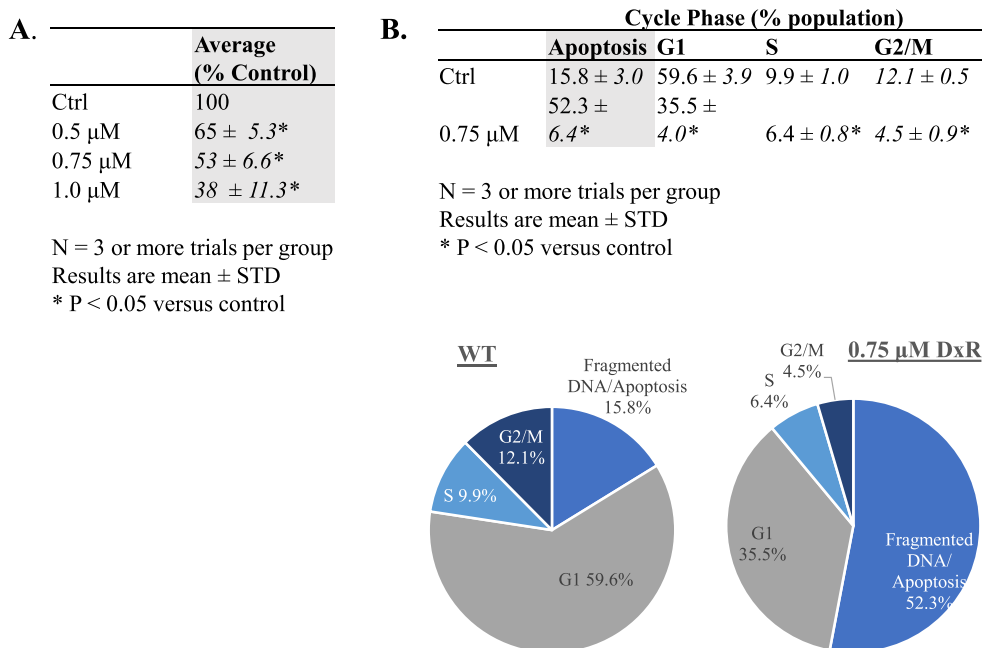 A.
Average
(% Control)
Ctrl 100
0.5 μM 65 ± 5.3*
0.75 μM 53 ± 6.6*
1.0 μM 38 ± 11.3*
N = 3 or more trials per group
Results are mean ± STD
* P < 0.05 versus control
B.
Cycle Phase (% population)
Apoptosis G1 S G2/M
Ctrl 15.8 ± 3.0 59.6 ± 3.9 9.9 ± 1.0 12.1 ± 0.5
52.3 ± 35.5 ±
0.75 μM 6.4* 4.0* 6.4 ± 0.8* 4.5 ± 0.9*
N = 3 or more trials per group
Results are mean ± STD
* P < 0.05 versus control
WT
Fragmented
DNA/Apoptosis
15.8%
G2/M
12.1%
S 9.9%
G1 59.6%
0.75 μM DxR
G2/M
4.5%
S
6.4%
G1
35.5%
Fragmented
DNA/
Apoptosis
52.3%